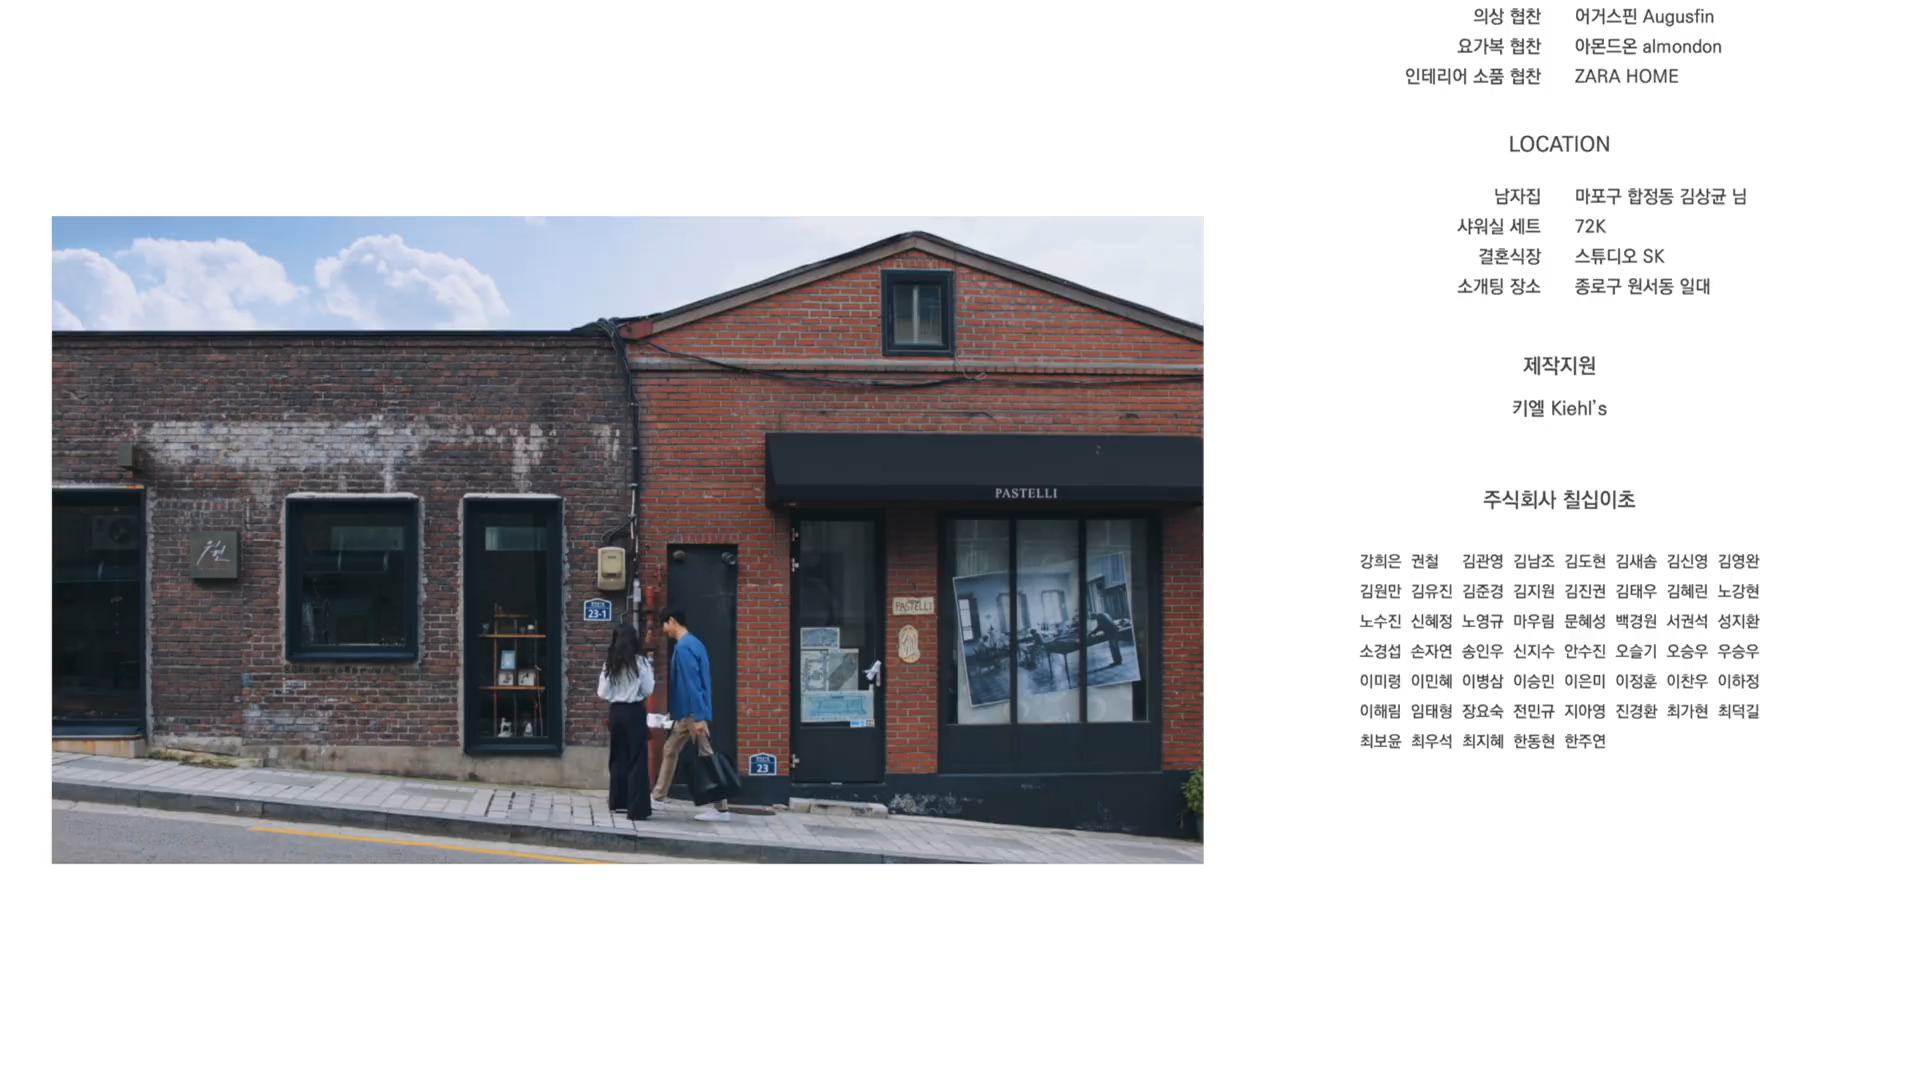 의상 협찬 어거스핀 Augusfin
요가복 협찬 아몬드온 almondon
인테리어 소품 협찬 ZARA HOME
LOCATION
남자집 마포구 합정동 김상균 님
샤워실 세트 72K
결혼식장 스튜디오 SK
소개팅 장소 종로구 원서동 일대
제작지원
키엘 Kiehl's
주식회사 칠십이초
강희은 권철 김관영 김남조 김도현 김새솜 김신영 김영완
김원만 김유진 김준경 김지원 김진권 김태우 김혜린 노강현
노수진 신혜정 노영규 마우림 문혜성 백경원 서권석 성지환
소경섭 손자연 송인우 신지수 안수진 오슬기 오승우 우승우
이미령 이민혜 이병삼 이승민 이은미 이정훈 이찬우 이하정
이해림 임태형 장요숙 전민규 지아영 진경환 최가현 최덕길
최보윤 최우석 최지혜 한동현 한주연
PASTELLI
PASTELLI
23-1
23